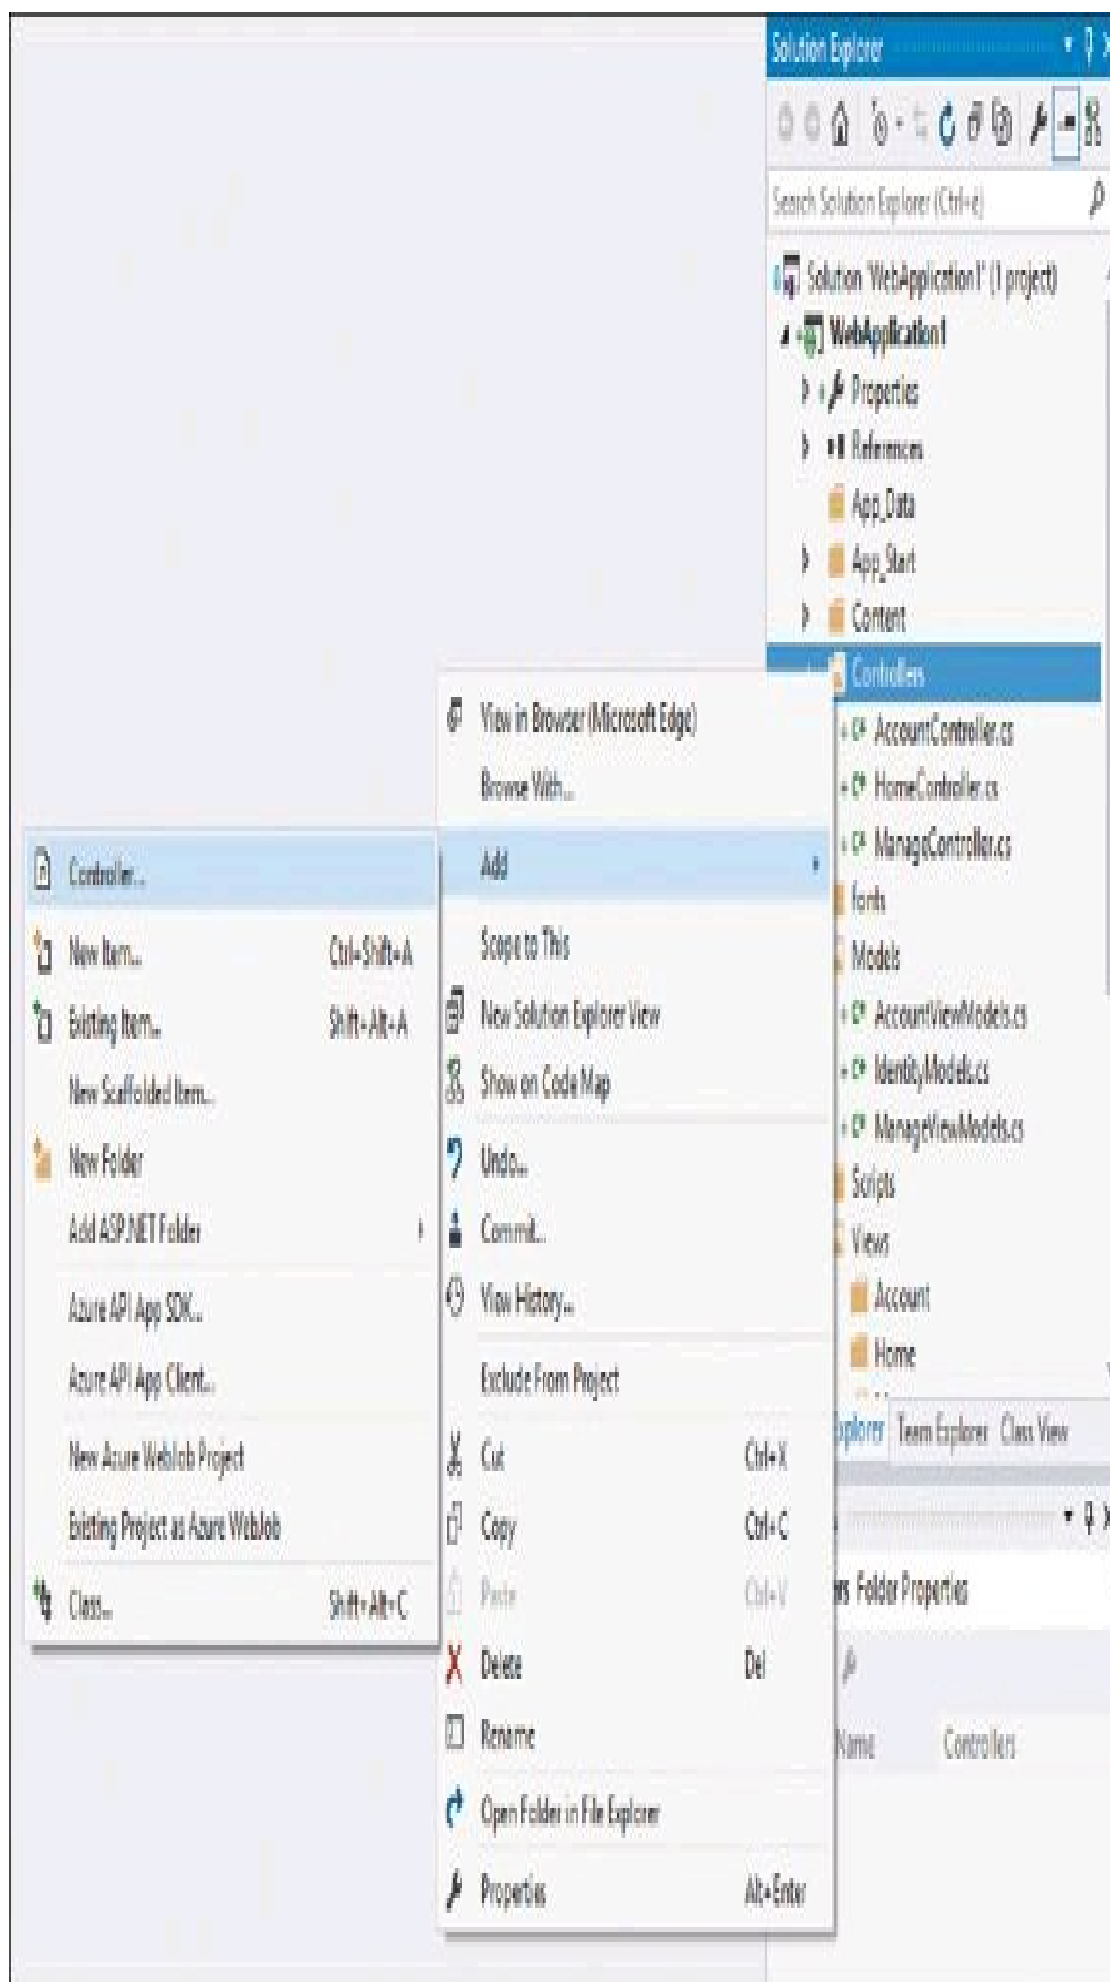 Solution Explorer
Search Solution Explorer (Ctrl+è)
Solution 'WebApplication1' (1 project)
WebApplication1
Properties
References
App_Data
App_Start
Content
Controllers
AccountController.cs
HomeController.cs
ManageController.cs
fonts
Models
AccountViewModels.cs
IdentityModels.cs
ManageViewModels.cs
Scripts
Views
Account
Home
xplorer Team Explorer Class View
rs Folder Properties
Name Controllers
View in Browser (Microsoft Edge)
Browse With...
Add
Scope to This
New Solution Explorer View
Show on Code Map
Undo...
Commit...
View History...
Exclude From Project
Cut Ctrl+X
Copy Ctrl+C
Paste Ctrl+V
Delete Del
Rename
Open Folder in File Explorer
Properties Alt+Enter
Controller...
New Item... Ctrl+Shift+A
Existing Item... Shift+Alt+A
New Scaffolded Item...
New Folder
Add ASP.NET Folder
Azure API App SDK...
Azure API App Client...
New Azure WebJob Project
Existing Project as Azure WebJob
Class... Shift+Alt+C